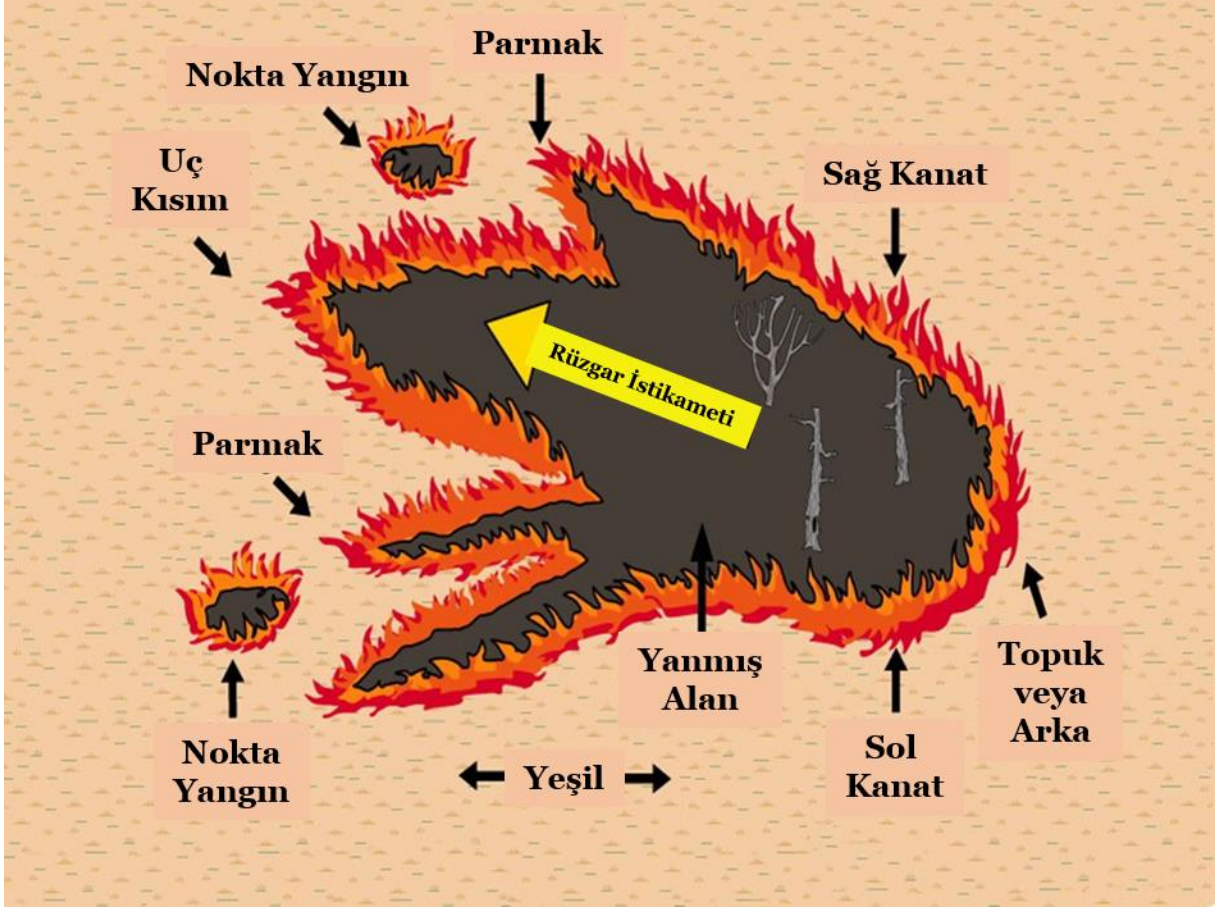 Parmak
Nokta Yangın
Uç
Kısım
Sağ Kanat
Rüzgar İstikameti
Parmak
Yanmış
Alan
Topuk
veya
Arka
Nokta
Yangın
Yeşil
Sol
Kanat